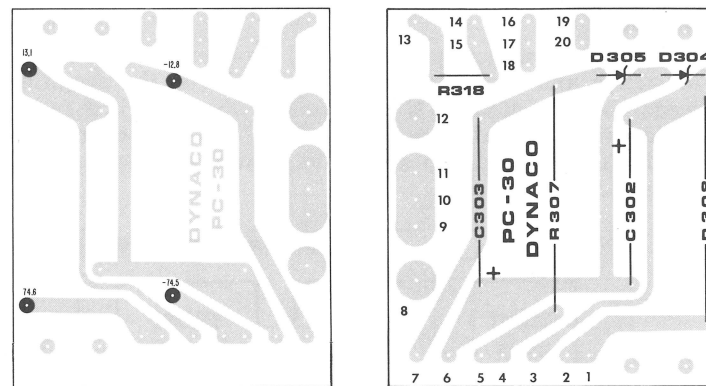 13.1
-12.8
DYNACO
PC-30
74.6
-74.5
13
14
15
16
17
18
19
20
D305
D304
R318
12
11
10
9
8
C303
PC-30
DYNACO
R307
+
C302
+
7
6
5
4
3
2
1